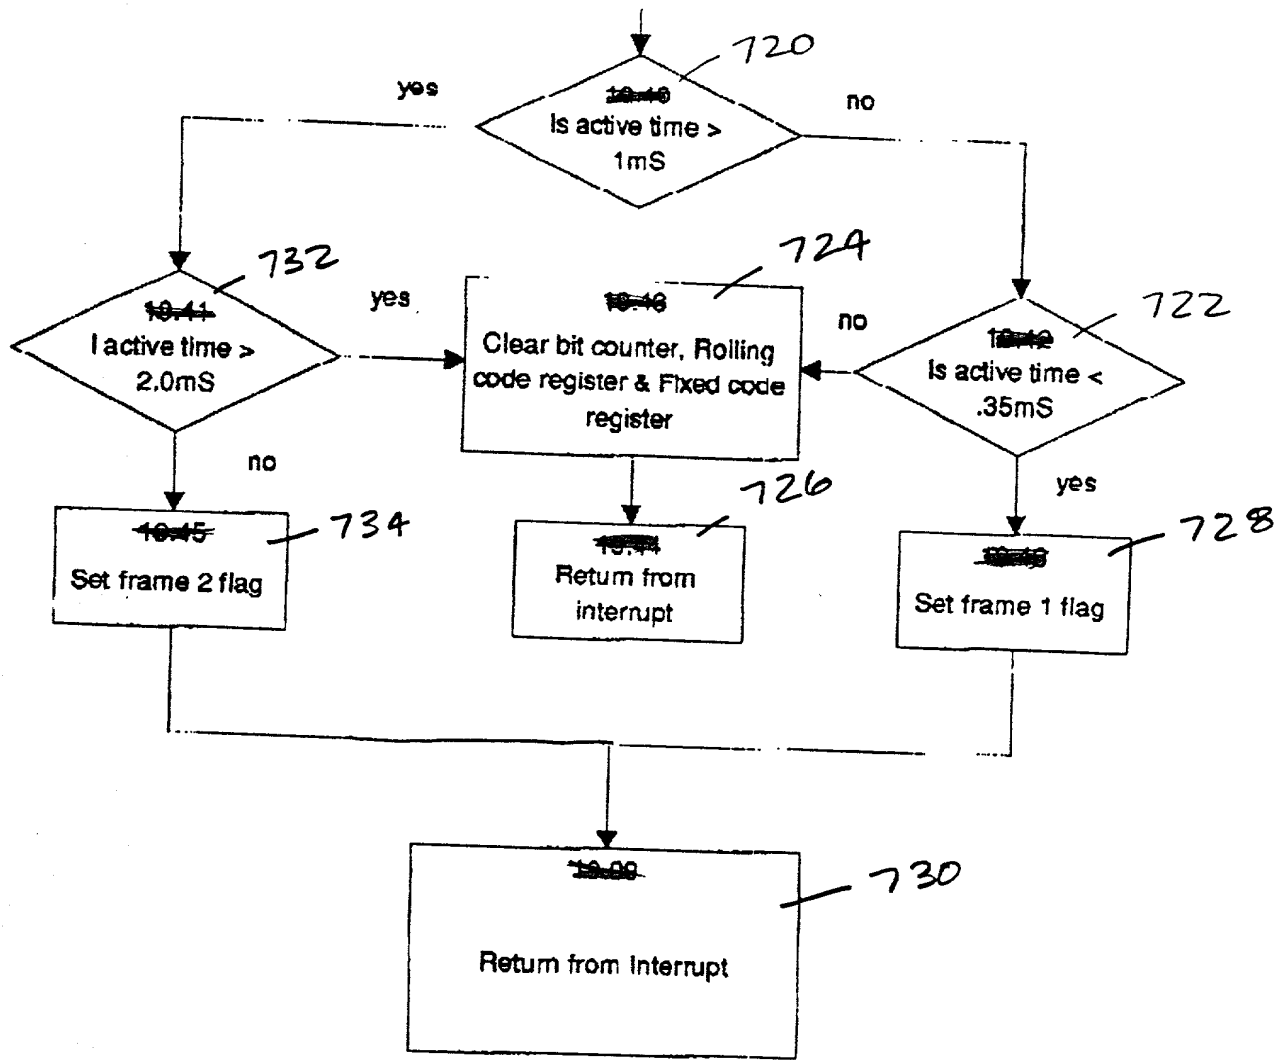 720
yes
no
Is active time >
1mS
732
724
722
yes
no
I active time >
2.0mS
Clear bit counter, Rolling
code register & Fixed code
register
Is active time <
.35mS
no
yes
734
726
728
Set frame 2 flag
Return from
interrupt
Set frame 1 flag
730
Return from Interrupt